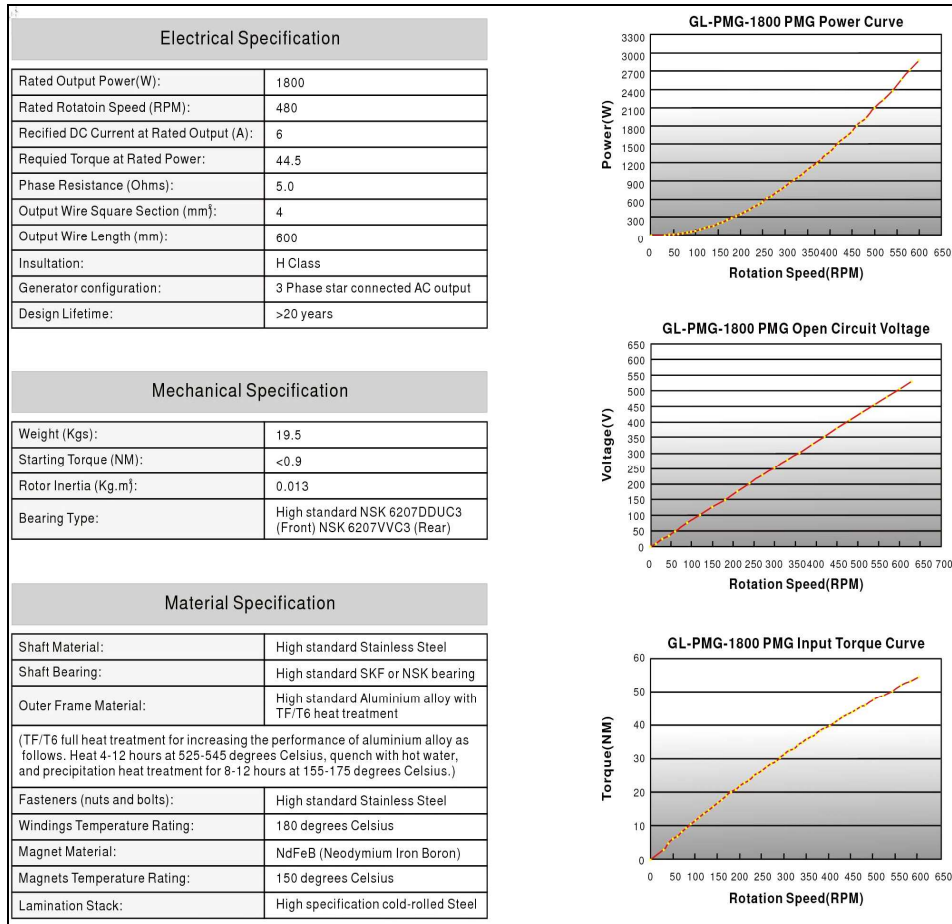 Electrical Specification
Rated Output Power(W): 1800
Rated Rotatoin Speed (RPM): 480
Recified DC Current at Rated Output (A): 6
Requied Torque at Rated Power: 44.5
Phase Resistance (Ohms): 5.0
Output Wire Square Section (mm²): 4
Output Wire Length (mm): 600
Insultation: H Class
Generator configuration: 3 Phase star connected AC output
Design Lifetime: >20 years
Mechanical Specification
Weight (Kgs): 19.5
Starting Torque (NM): <0.9
Rotor Inertia (Kg.m²): 0.013
Bearing Type: High standard NSK 6207DDUC3
(Front) NSK 6207VVC3 (Rear)
Material Specification
Shaft Material: High standard Stainless Steel
Shaft Bearing: High standard SKF or NSK bearing
Outer Frame Material: High standard Aluminium alloy with
TF/T6 heat treatment
(TF/T6 full heat treatment for increasing the performance of aluminium alloy as
follows. Heat 4-12 hours at 525-545 degrees Celsius, quench with hot water,
and precipitation heat treatment for 8-12 hours at 155-175 degrees Celsius.)
Fasteners (nuts and bolts): High standard Stainless Steel
Windings Temperature Rating: 180 degrees Celsius
Magnet Material: NdFeB (Neodymium Iron Boron)
Magnets Temperature Rating: 150 degrees Celsius
Lamination Stack: High specification cold-rolled Steel
GL-PMG-1800 PMG Power Curve
Power(W)
3300
3000
2700
2400
2100
1800
1500
1200
900
600
300
0
0 50 100 150 200 250 300 350 400 450 500 550 600 650
Rotation Speed(RPM)
GL-PMG-1800 PMG Open Circuit Voltage
Voltage(V)
650
600
550
500
450
400
350
300
250
200
150
100
50
0
0 50 100 150 200 250 300 350 400 450 500 550 600 650 700
Rotation Speed(RPM)
GL-PMG-1800 PMG Input Torque Curve
Torque(NM)
60
50
40
30
20
10
0
0 50 100 150 200 250 300 350 400 450 500 550 600 650
Rotation Speed(RPM)